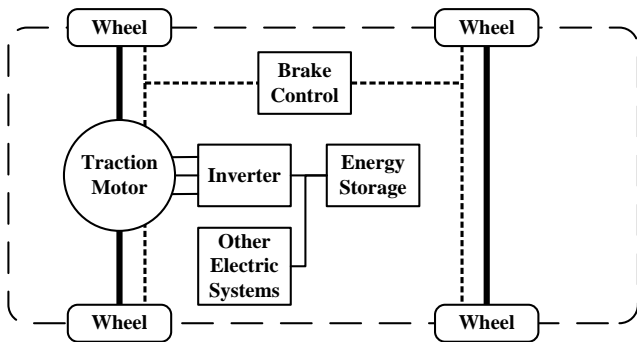 Wheel
Wheel
Brake
Control
Traction
Motor
Inverter
Energy
Storage
Other
Electric
Systems
Wheel
Wheel